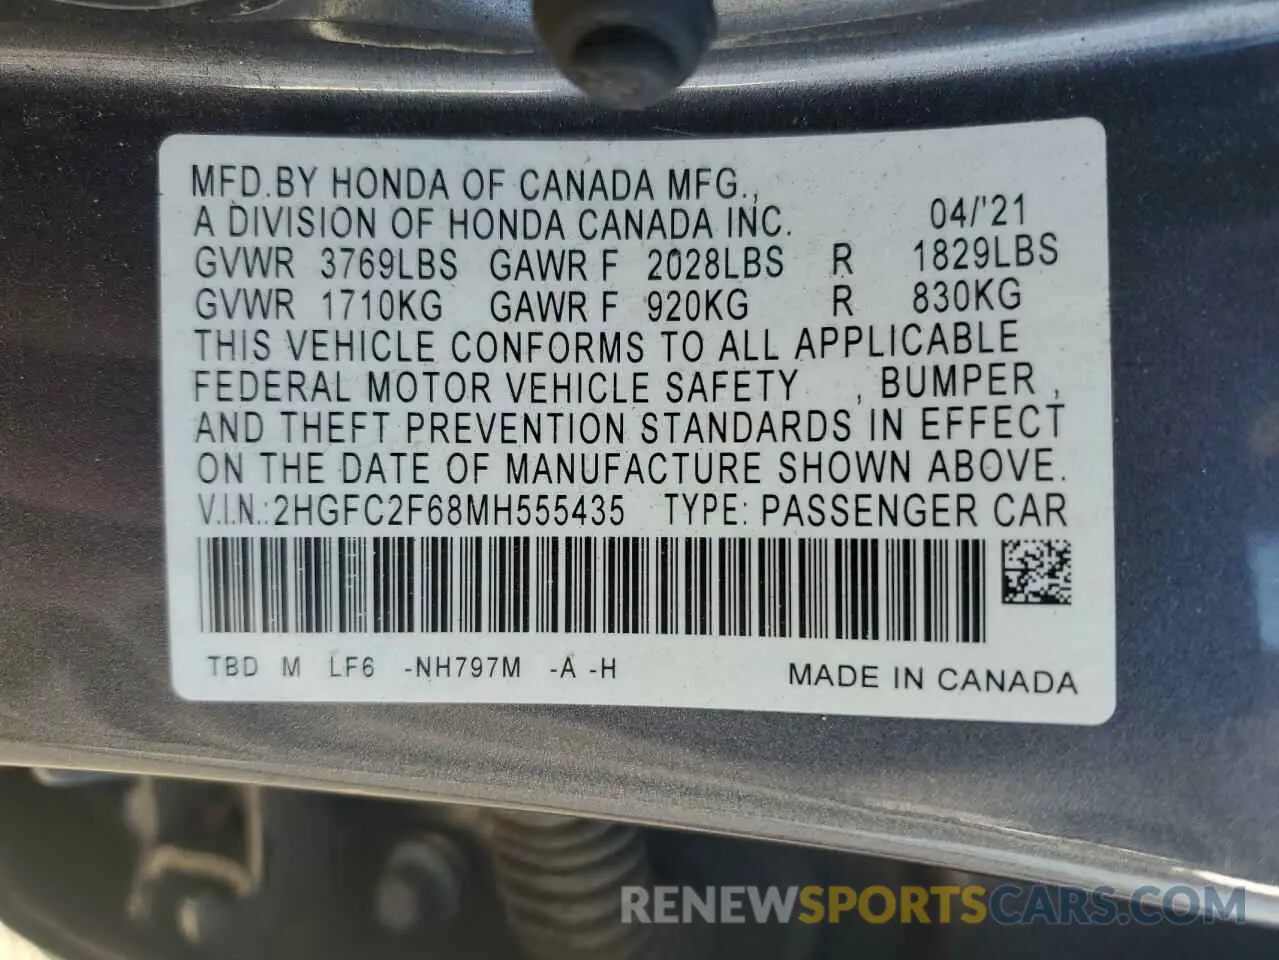 MFD.BY HONDA OF CANADA MFG.,
A DIVISION OF HONDA CANADA INC. 04/'21
GVWR 3769LBS GAWR F 2028LBS R 1829LBS
GVWR 1710KG GAWR F 920KG R 830KG
THIS VEHICLE CONFORMS TO ALL APPLICABLE
FEDERAL MOTOR VEHICLE SAFETY , BUMPER ,
AND THEFT PREVENTION STANDARDS IN EFFECT
ON THE DATE OF MANUFACTURE SHOWN ABOVE.
V.I.N.:2HGFC2F68MH555435 TYPE: PASSENGER CAR
TBD M LF6 -NH797M -A -H MADE IN CANADA
RENEWSPORTSCARS.COM